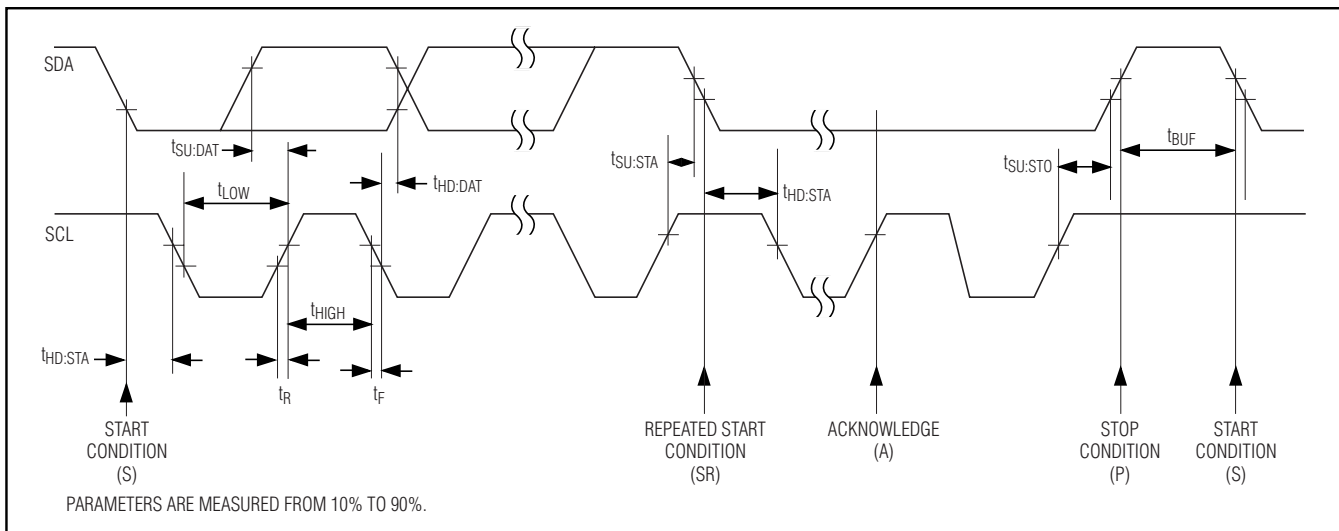 SDA
tSU:DAT
tLOW
tHD:DAT
tSU:STA
tHD:STA
tSU:STO
tBUF
SCL
tHIGH
tHD:STA
tR
tF
START
CONDITION
(S)
REPEATED START
CONDITION
(SR)
ACKNOWLEDGE
(A)
STOP
CONDITION
(P)
START
CONDITION
(S)
PARAMETERS ARE MEASURED FROM 10% TO 90%.